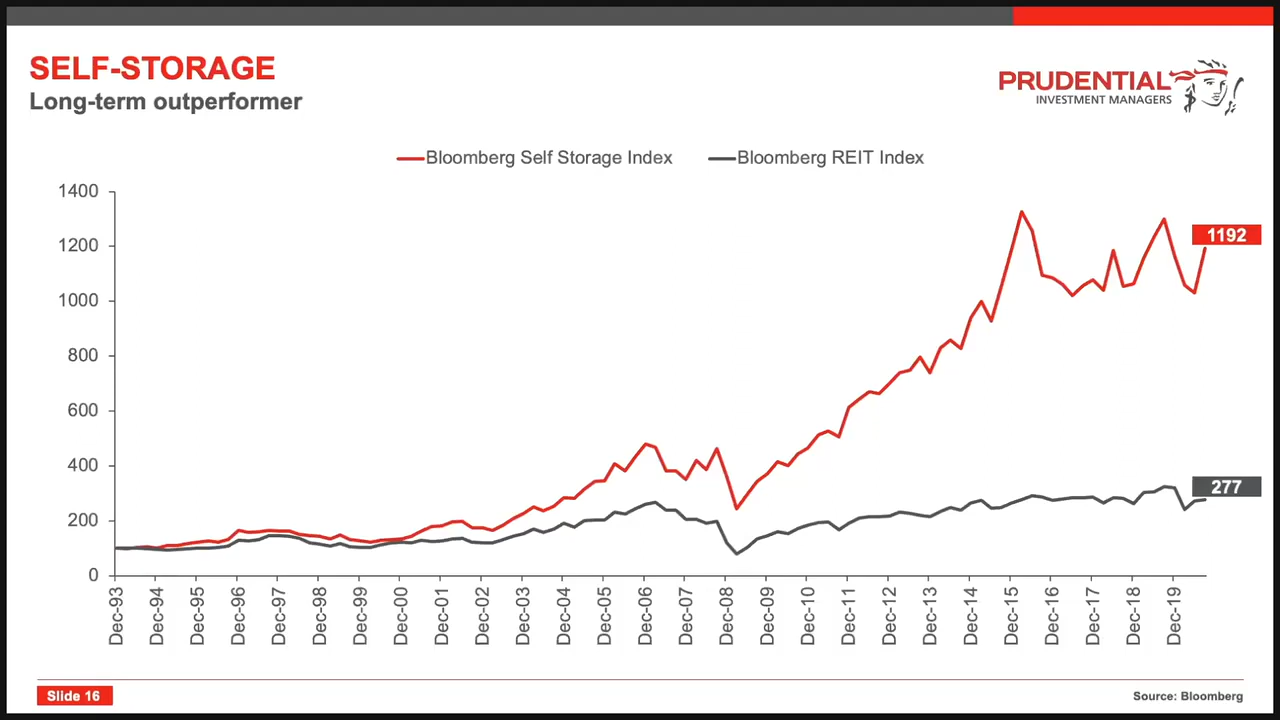 SELF-STORAGE
Long-term outperformer
PRUDENTIAL
INVESTMENT MANAGERS
Bloomberg Self Storage Index
Bloomberg REIT Index
1400
1200
1000
800
600
400
200
0
1192
277
Dec-93
Dec-94
Dec-95
Dec-96
Dec-97
Dec-98
Dec-99
Dec-00
Dec-01
Dec-02
Dec-03
Dec-04
Dec-05
Dec-06
Dec-07
Dec-08
Dec-09
Dec-10
Dec-11
Dec-12
Dec-13
Dec-14
Dec-15
Dec-16
Dec-17
Dec-18
Dec-19
Slide 16
Source: Bloomberg